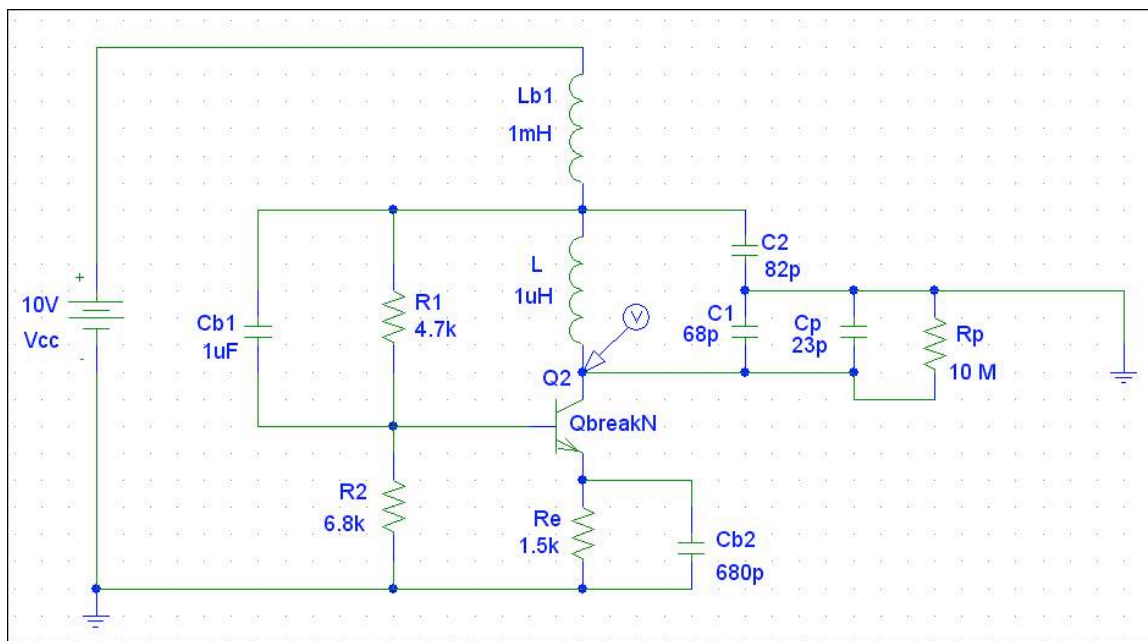 Lb1
1mH
L
1uH
C2
82p
R1
4.7k
Cb1
1uF
+
10V
Vcc
-
V
C1
68p
Cp
23p
Rp
10 M
Q2
QbreakN
R2
6.8k
Re
1.5k
Cb2
680p